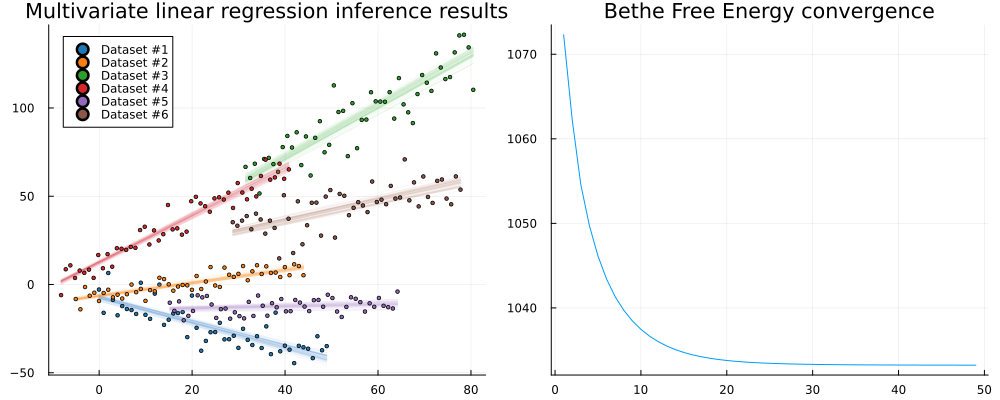 Multivariate linear regression inference results
Dataset #1
Dataset #2
Dataset #3
Dataset #4
Dataset #5
Dataset #6
100
50
0
−50
0 20 40 60 80
Bethe Free Energy convergence
1070
1060
1050
1040
0 10 20 30 40 50